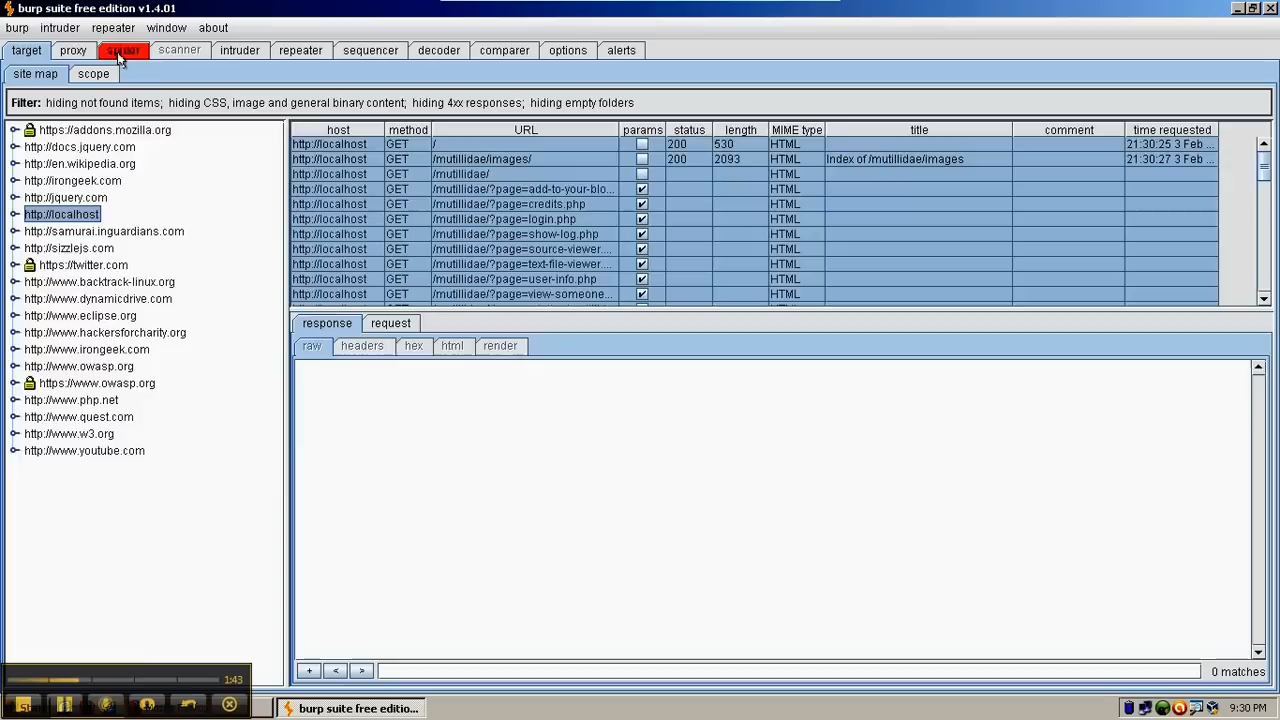 burp suite free edition v1.4.01
burp intruder repeater window about
target proxy spider scanner intruder repeater sequencer decoder comparer options alerts
site map scope
Filter: hiding not found items; hiding CSS, image and general binary content; hiding 4xx responses; hiding empty folders
https://addons.mozilla.org
http://docs.jquery.com
http://en.wikipedia.org
http://irongeek.com
http://jquery.com
http://localhost
http://samurai.inguardians.com
http://sizzlejs.com
https://twitter.com
http://www.backtrack-linux.org
http://www.dynamicdrive.com
http://www.eclipse.org
http://www.hackersforcharity.org
http://www.irongeek.com
http://www.owasp.org
https://www.owasp.org
http://www.php.net
http://www.quest.com
http://www.w3.org
http://www.youtube.com
host method URL params status length MIME type title comment time requested
http://localhost GET / 200 530 HTML 21:30:25 3 Feb ...
http://localhost GET /mutillidae/images/ 200 2093 HTML Index of /mutillidae/images 21:30:27 3 Feb ...
http://localhost GET /mutillidae/ HTML
http://localhost GET /mutillidae/?page=add-to-your-blo... HTML
http://localhost GET /mutillidae/?page=credits.php HTML
http://localhost GET /mutillidae/?page=login.php HTML
http://localhost GET /mutillidae/?page=show-log.php HTML
http://localhost GET /mutillidae/?page=source-viewer.... HTML
http://localhost GET /mutillidae/?page=text-file-viewer.... HTML
http://localhost GET /mutillidae/?page=user-info.php HTML
http://localhost GET /mutillidae/?page=view-someone... HTML
response request
raw headers hex html render
+ < > 0 matches
1:43
burp suite free editio... 9:30 PM